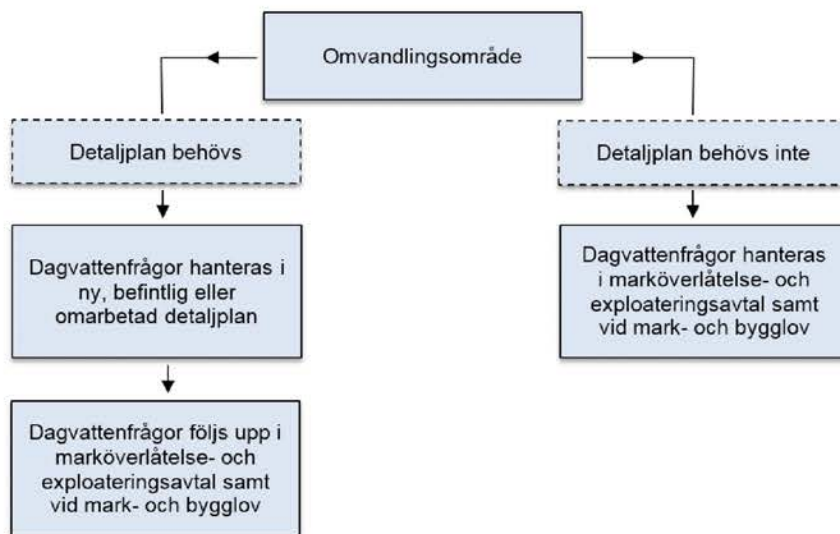 Omvandlingsområde
Detaljplan behövs
Detaljplan behövs inte
Dagvattenfrågor hanteras i
ny, befintlig eller
omarbetad detaljplan
Dagvattenfrågor hanteras
i marköverlåtelse- och
exploateringsavtal samt
vid mark- och bygglov
Dagvattenfrågor följs upp i
marköverlåtelse- och
exploateringsavtal samt
vid mark- och bygglov